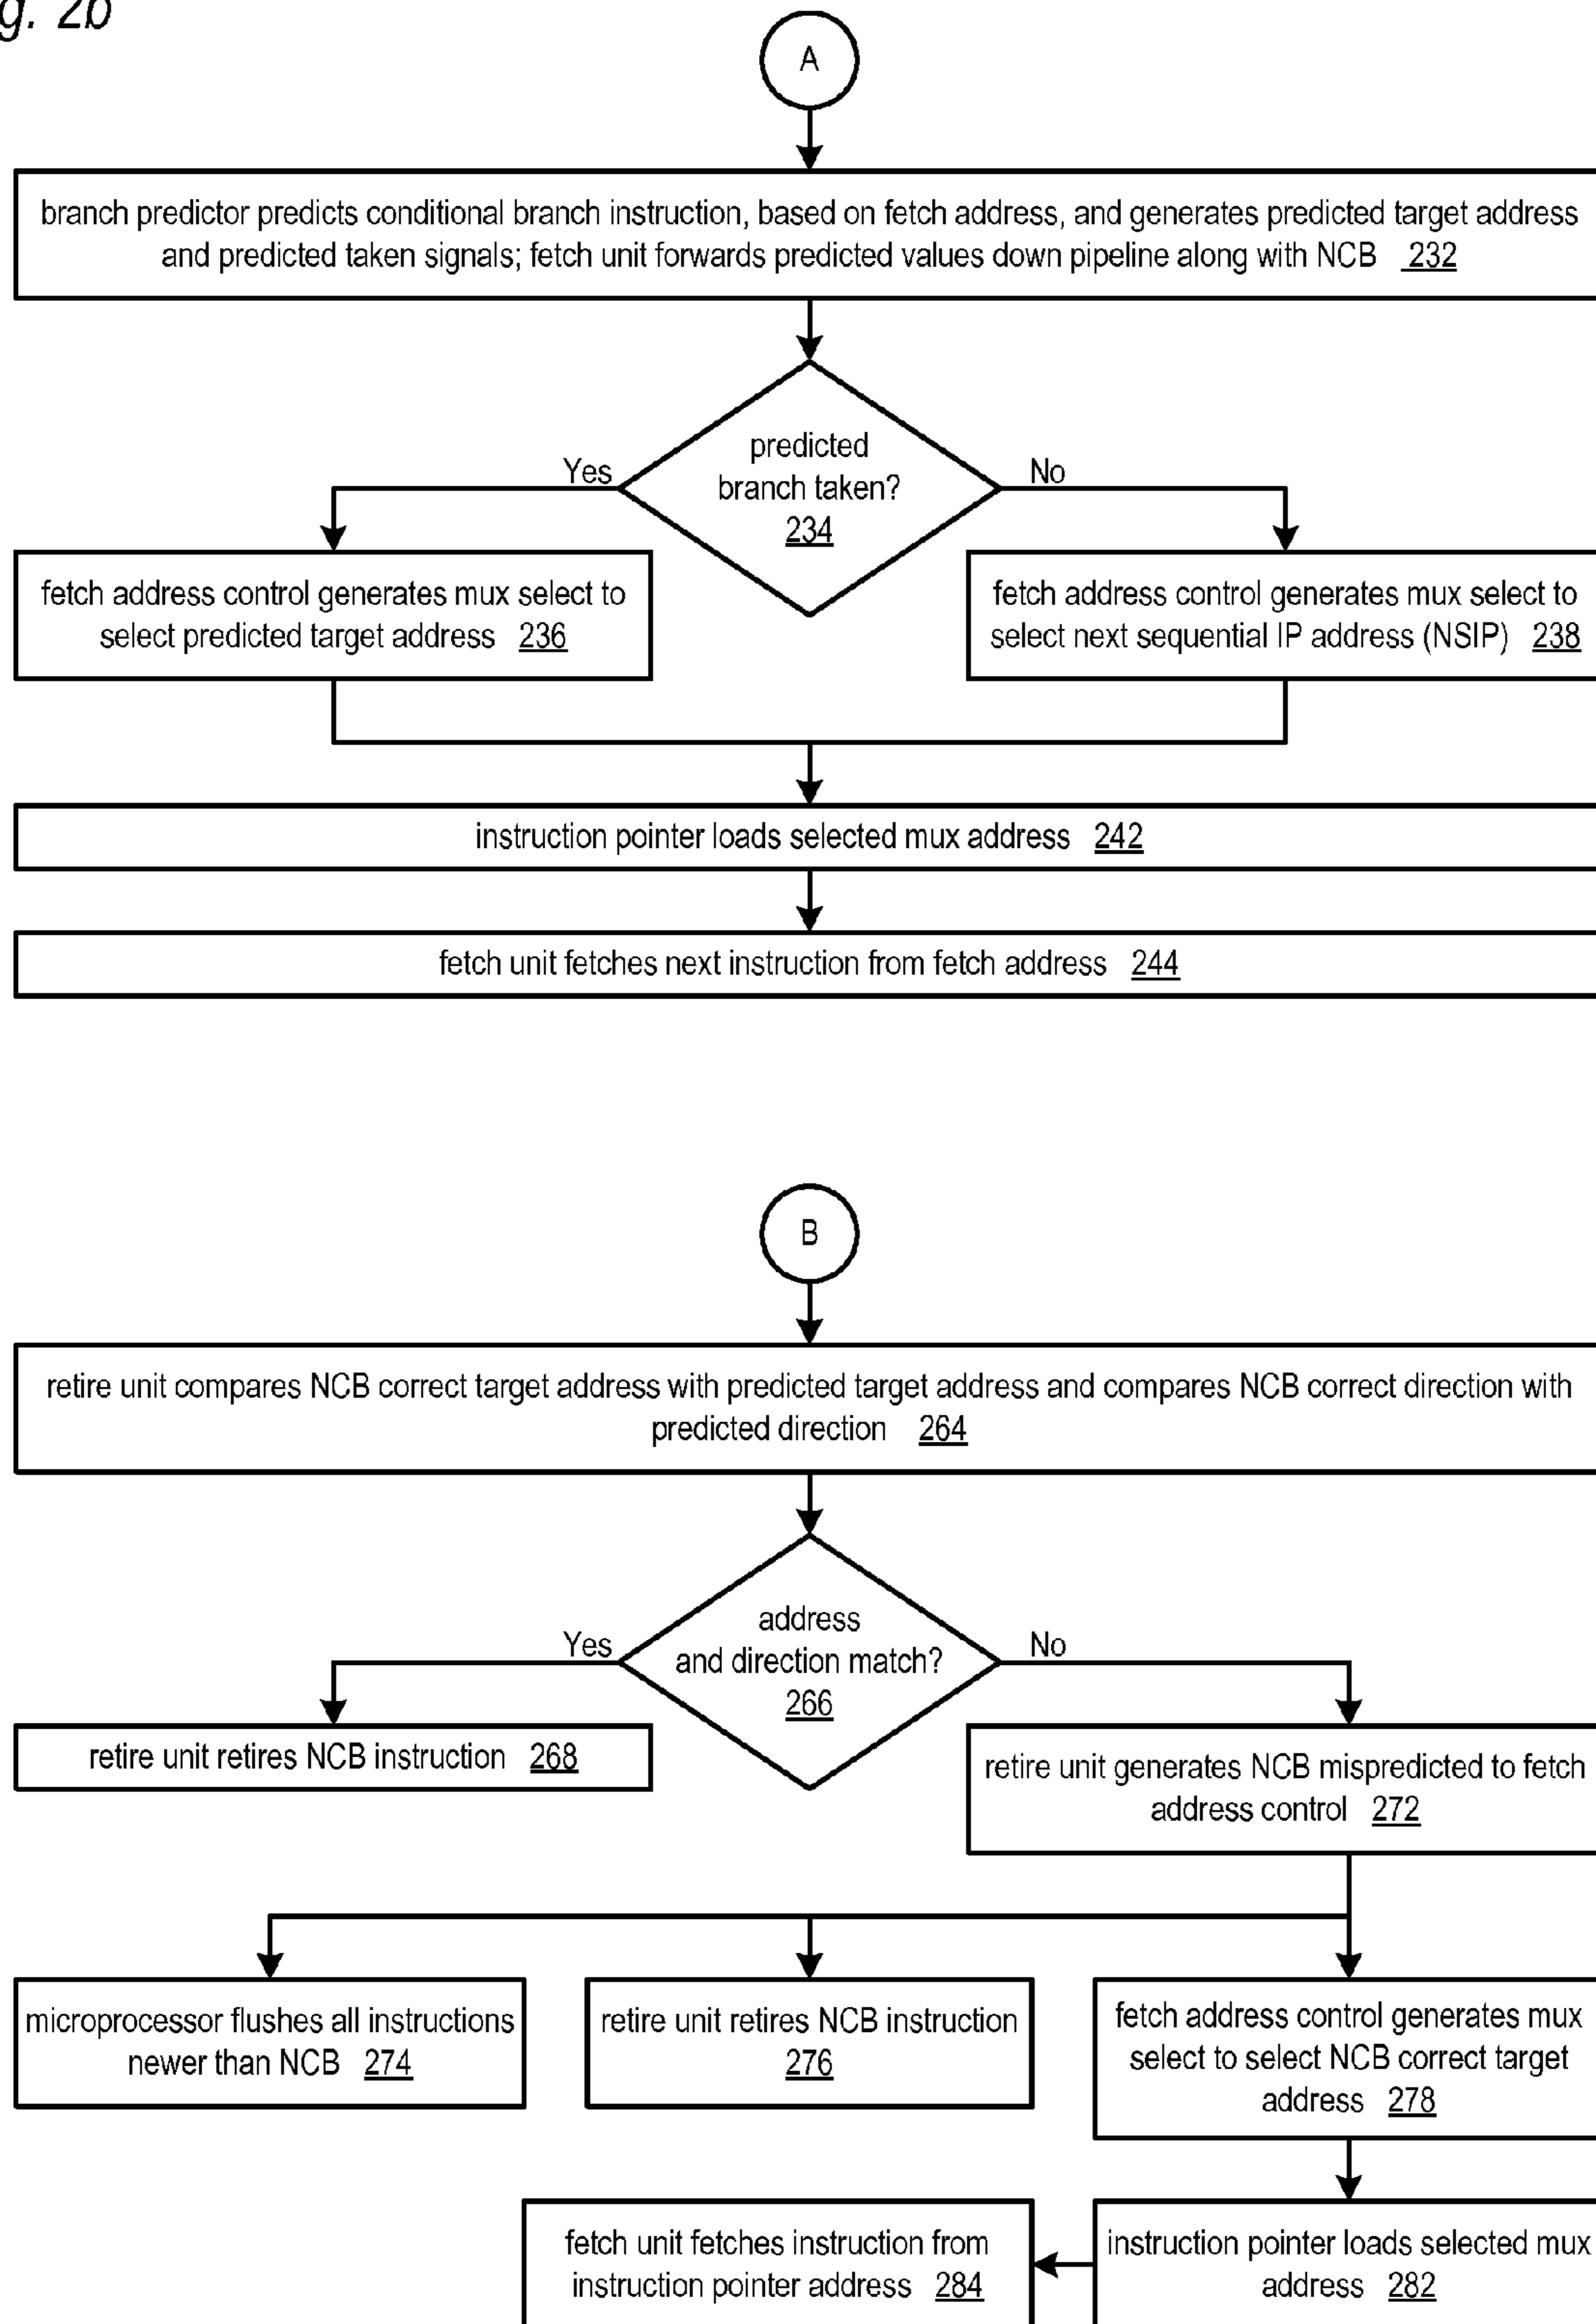 g. 2b
A
branch predictor predicts conditional branch instruction, based on fetch address, and generates predicted target address
and predicted taken signals; fetch unit forwards predicted values down pipeline along with NCB 232
predicted
branch taken?
234
Yes
No
fetch address control generates mux select to
select predicted target address 236
fetch address control generates mux select to
select next sequential IP address (NSIP) 238
instruction pointer loads selected mux address 242
fetch unit fetches next instruction from fetch address 244
B
retire unit compares NCB correct target address with predicted target address and compares NCB correct direction with
predicted direction 264
address
and direction match?
266
Yes
No
retire unit retires NCB instruction 268
retire unit generates NCB mispredicted to fetch
address control 272
microprocessor flushes all instructions
newer than NCB 274
retire unit retires NCB instruction
276
fetch address control generates mux
select to select NCB correct target
address 278
fetch unit fetches instruction from
instruction pointer address 284
instruction pointer loads selected mux
address 282